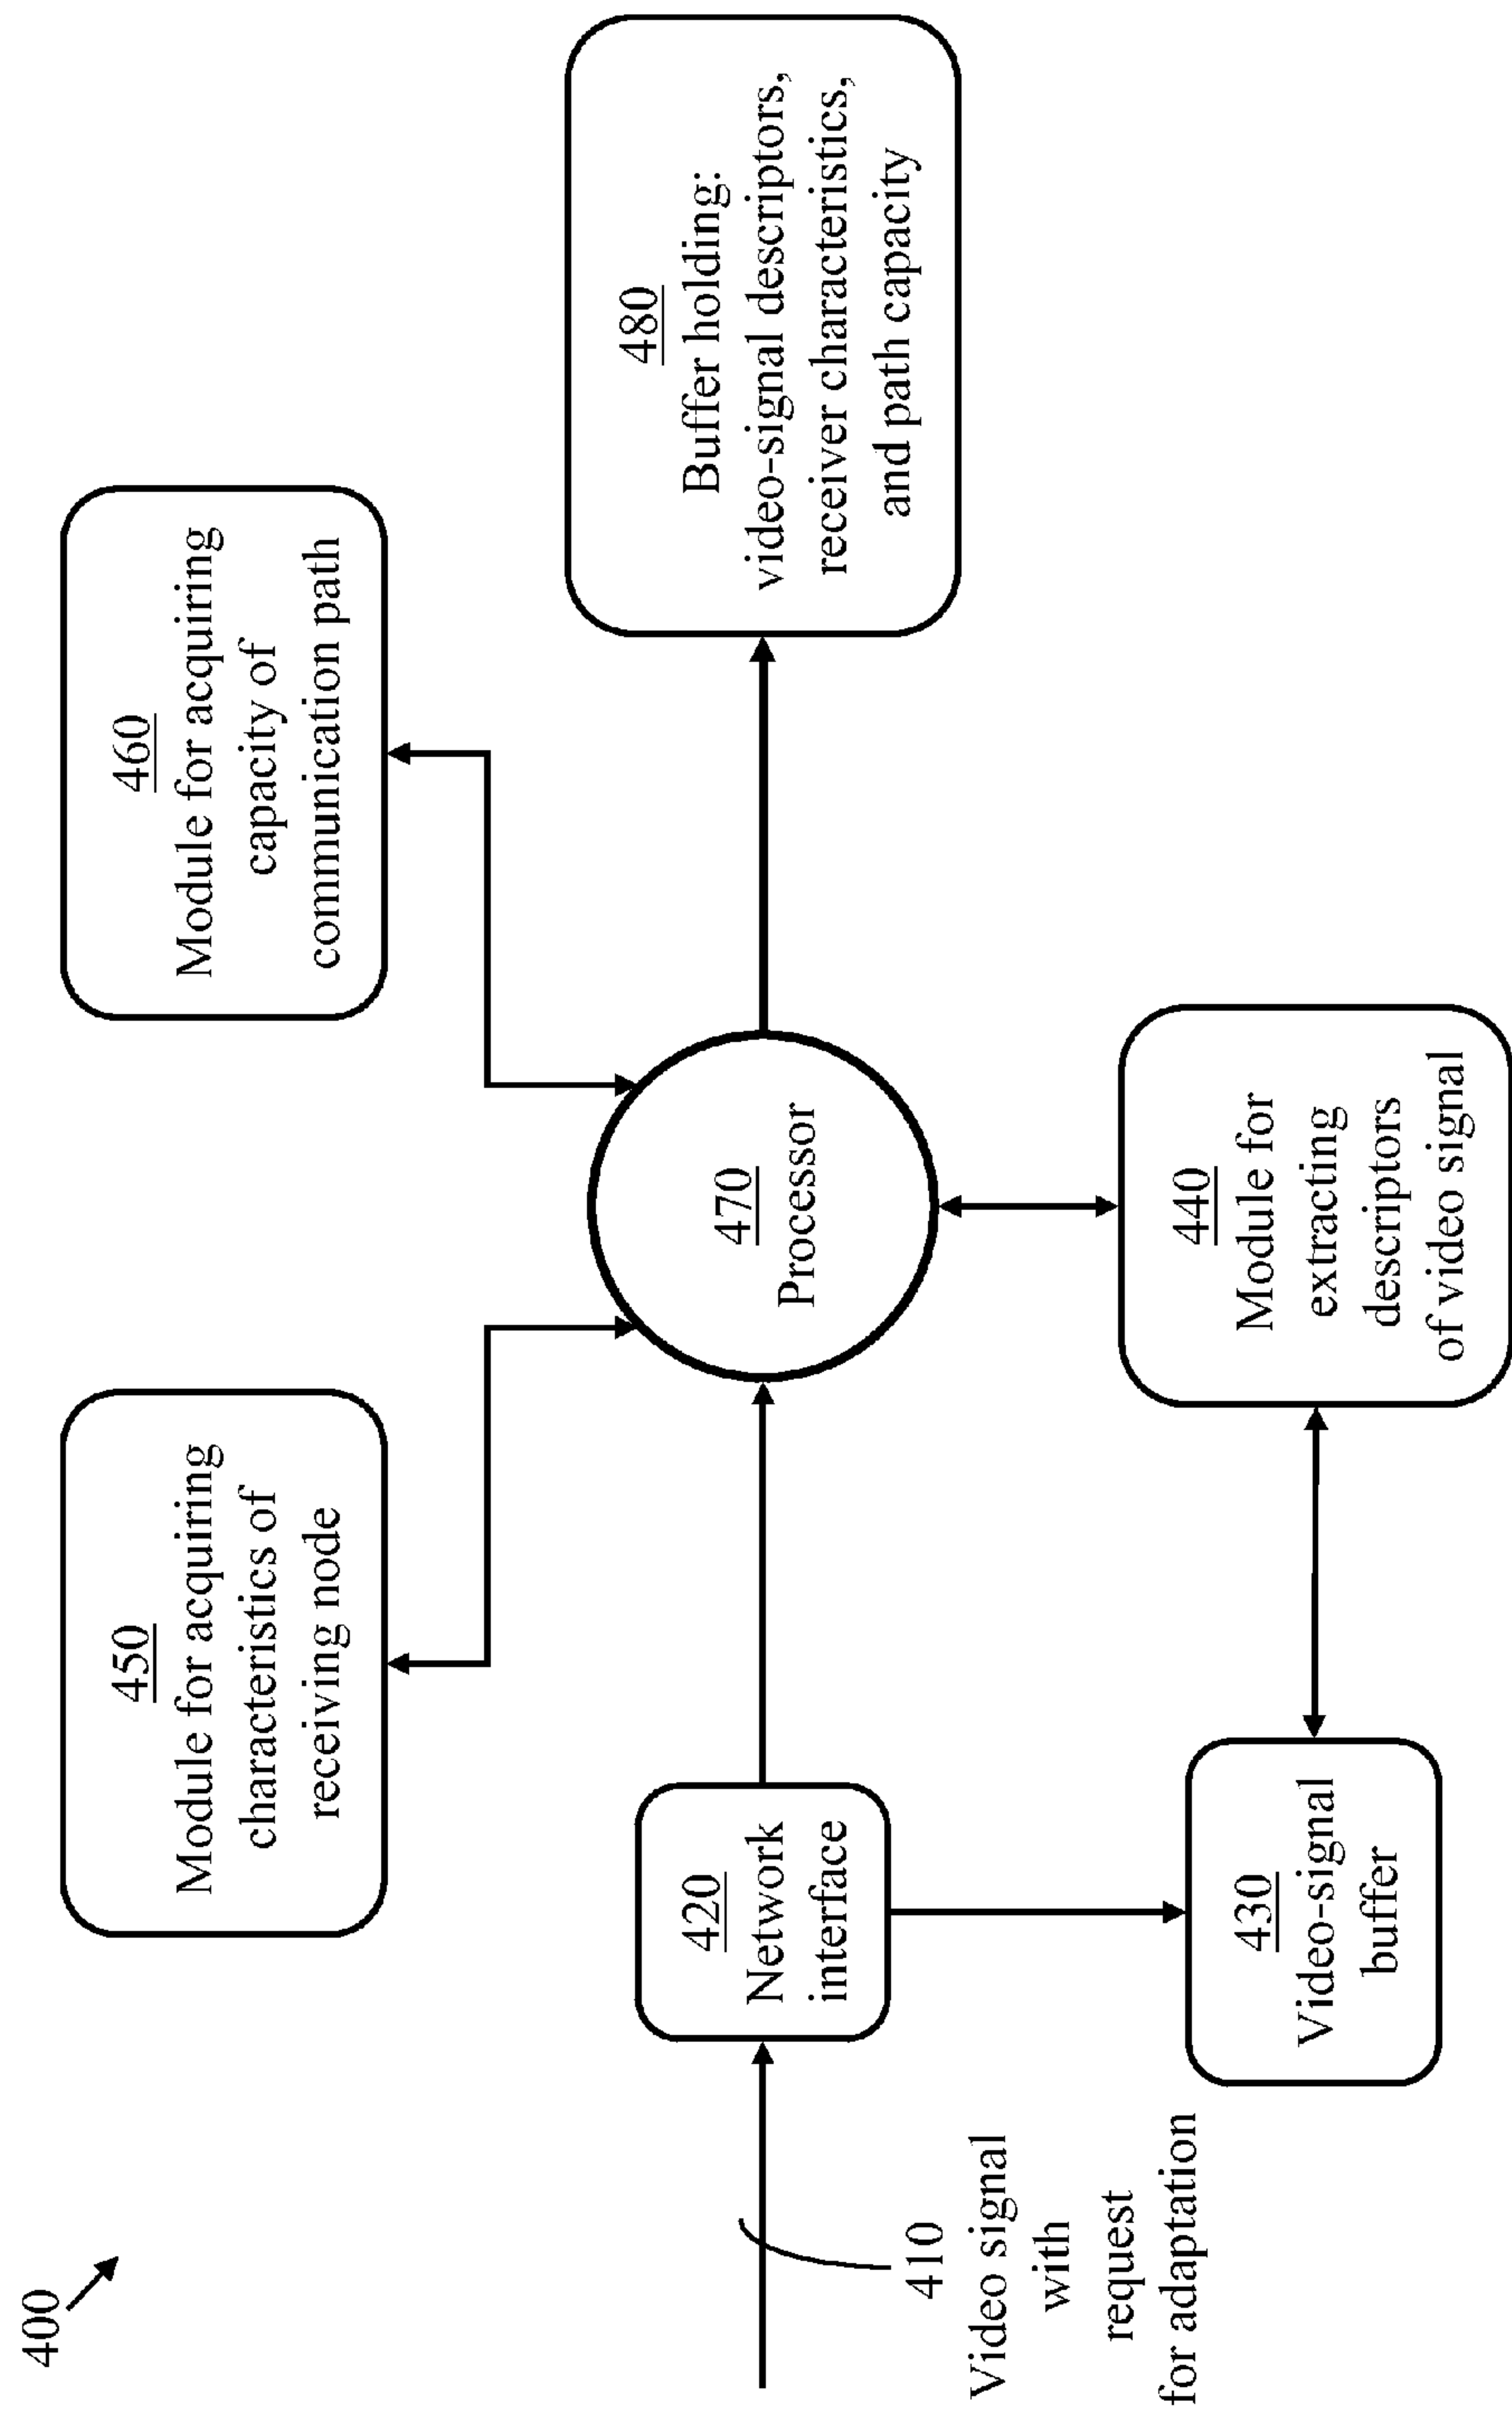 400
450
Module for acquiring
characteristics of
receiving node
460
Module for acquiring
capacity of
communication path
410
Video signal
with
request
for adaptation
420
Network
interface
470
Processor
480
Buffer holding:
video-signal descriptors,
receiver characteristics,
and path capacity
430
Video-signal
buffer
440
Module for
extracting
descriptors
of video signal